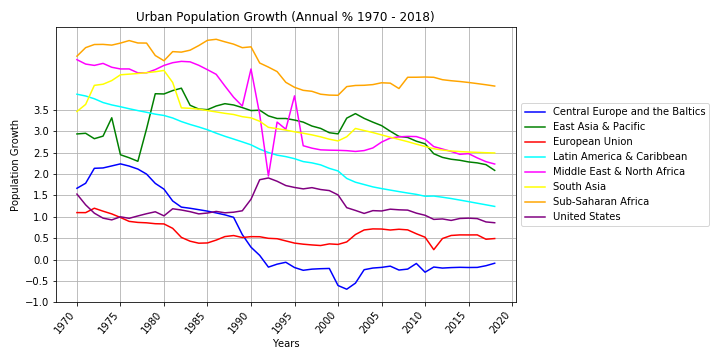 Urban Population Growth (Annual % 1970 - 2018)
Population Growth
3.5
3.0
2.5
2.0
1.5
1.0
0.5
0.0
−0.5
−1.0
1970
1975
1980
1985
1990
1995
2000
2005
2010
2015
2020
Years
Central Europe and the Baltics
East Asia & Pacific
European Union
Latin America & Caribbean
Middle East & North Africa
South Asia
Sub-Saharan Africa
United States